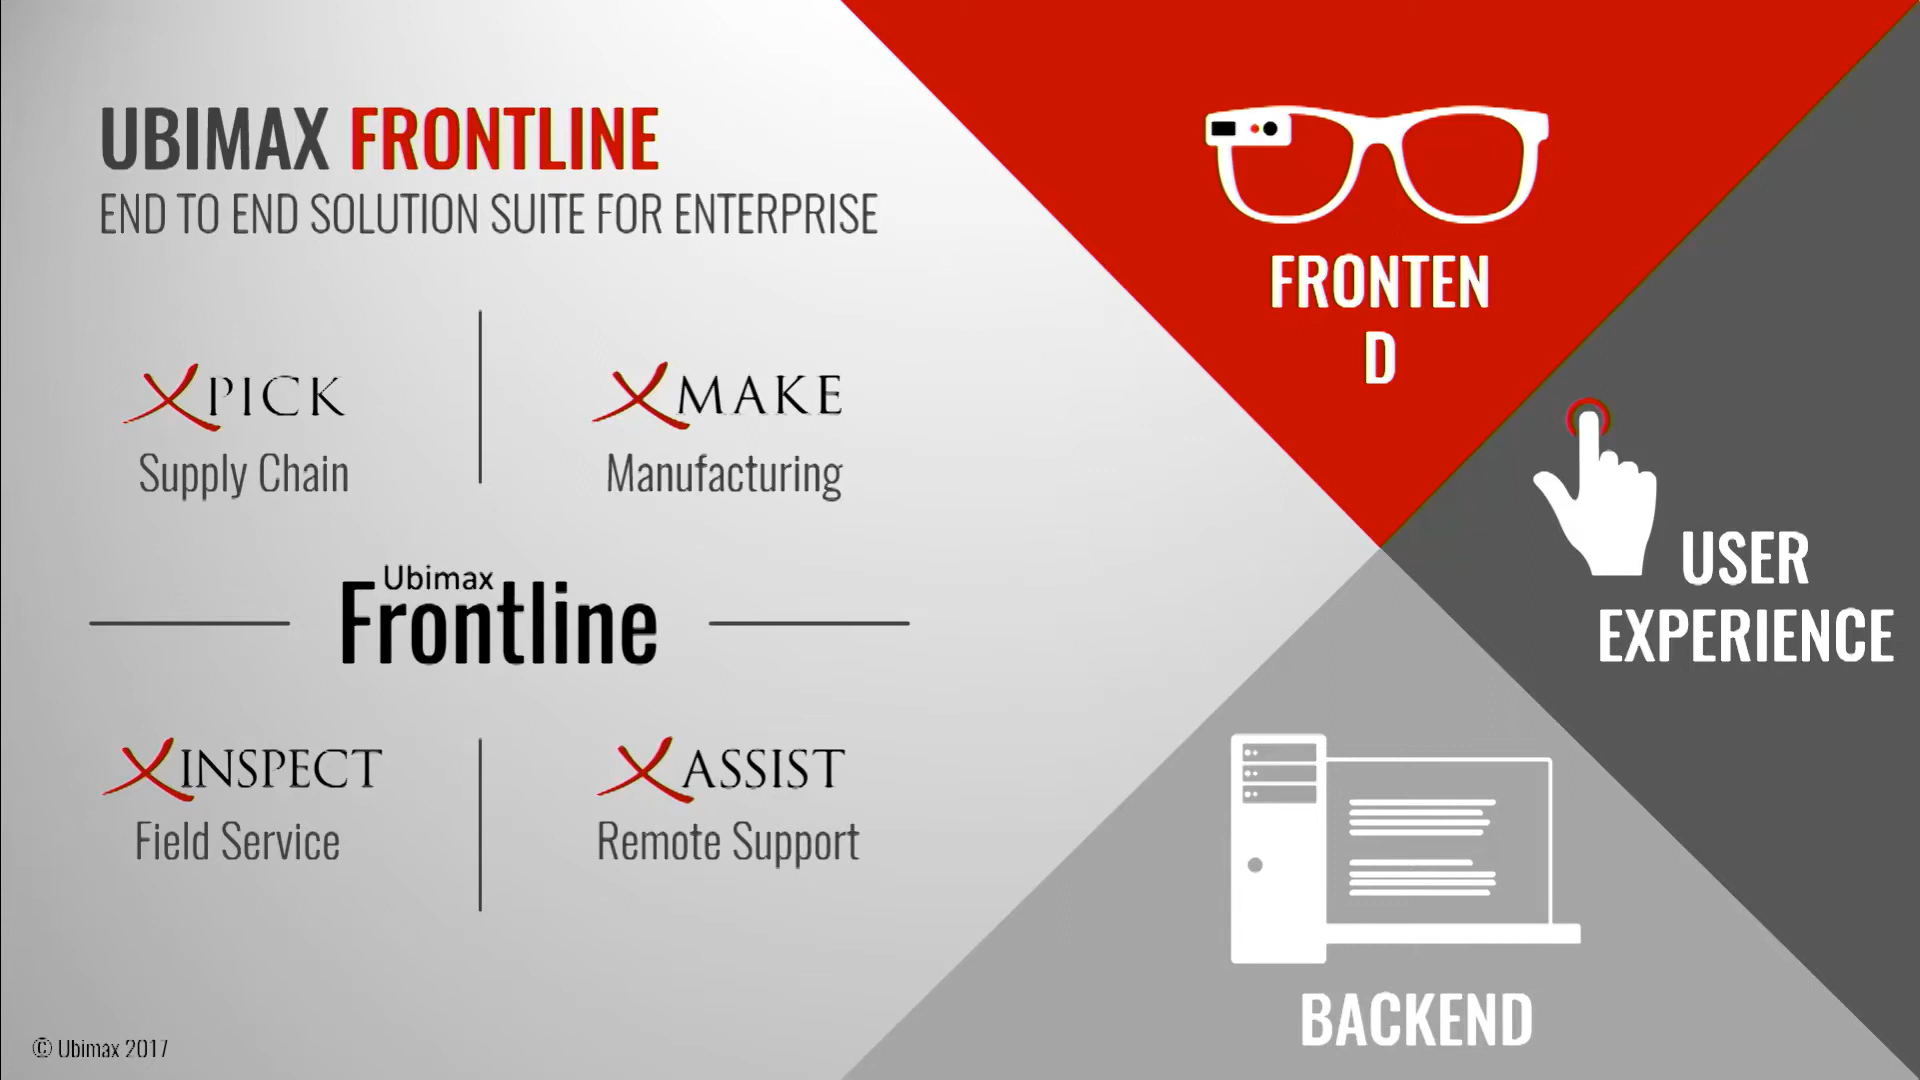 UBIMAX FRONTLINE
END TO END SOLUTION SUITE FOR ENTERPRISE
XPICK
Supply Chain
XMAKE
Manufacturing
Ubimax
Frontline
XINSPECT
Field Service
XASSIST
Remote Support
© Ubimax 2017
FRONTEN
D
USER
EXPERIENCE
BACKEND